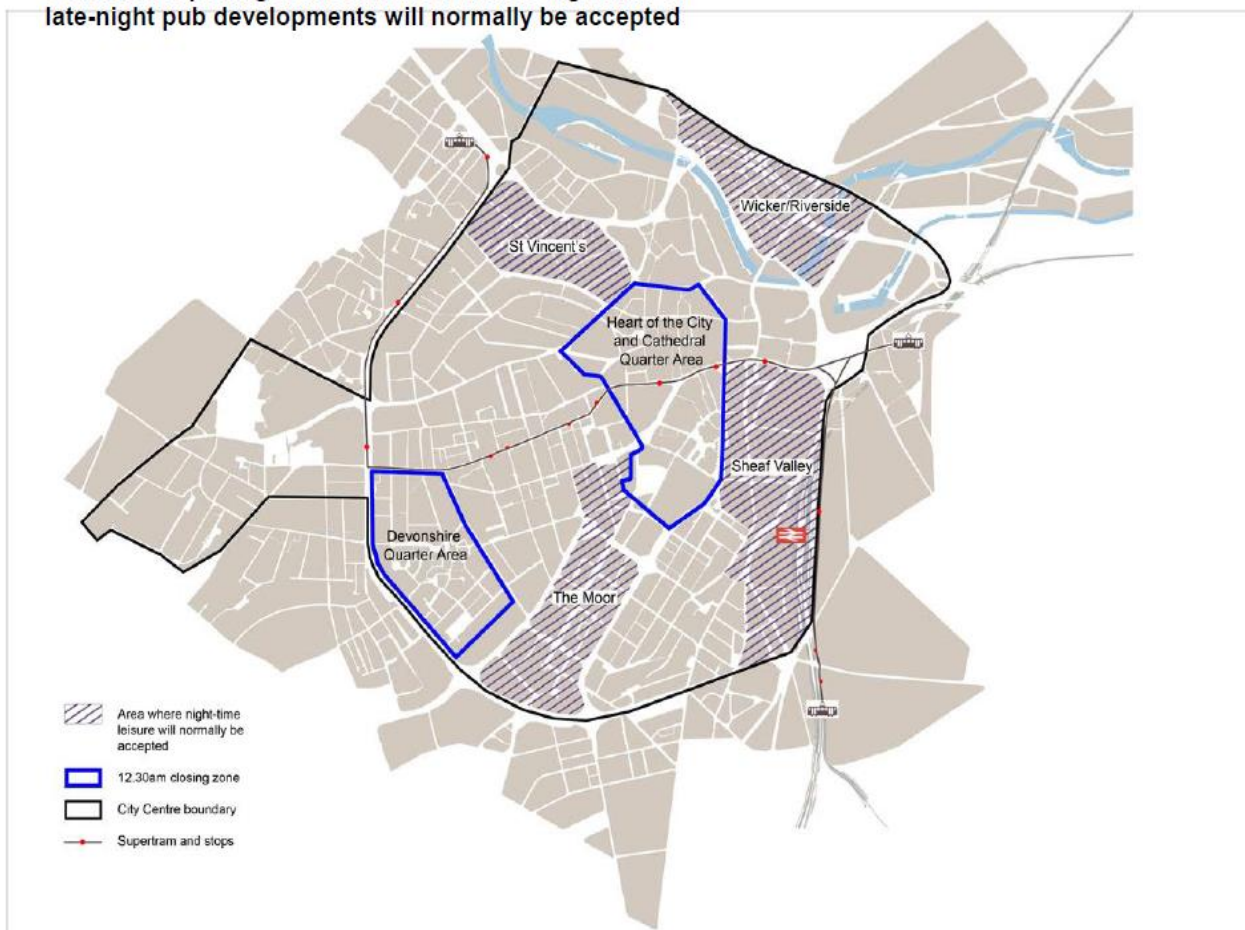 late-night pub developments will normally be accepted
Wicker/Riverside
St Vincent's
Heart of the City
and Cathedral
Quarter Area
Sheaf Valley
Devonshire
Quarter Area
The Moor
Area where night-time
leisure will normally be
accepted
12.30am closing zone
City Centre boundary
Supertram and stops